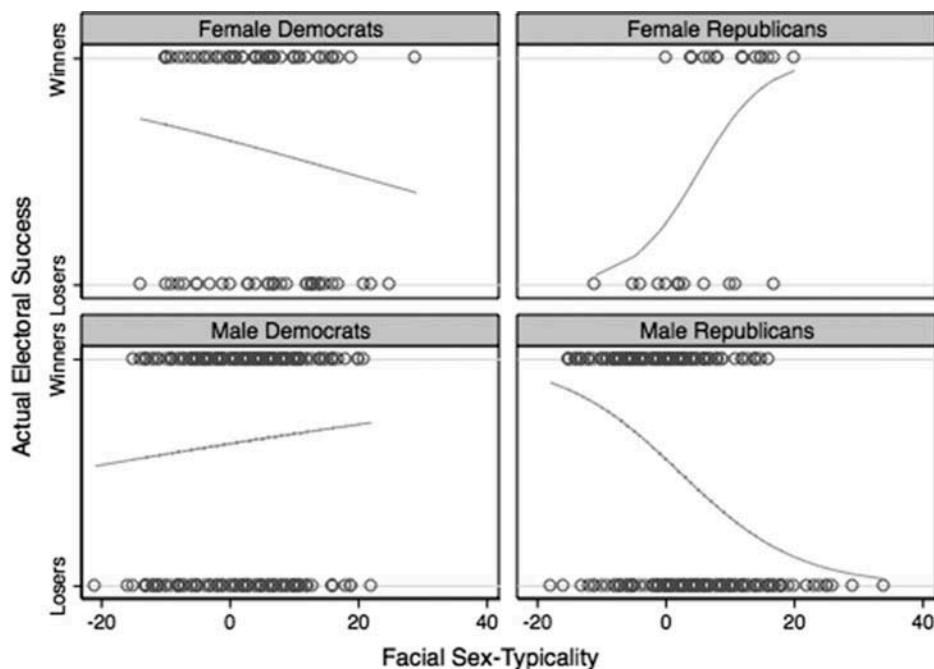 Female Democrats
Female Republicans
Winners
Losers
Male Democrats
Male Republicans
Winners
Losers
Actual Electoral Success
-20 0 20 40
-20 0 20 40
Facial Sex-Typicality